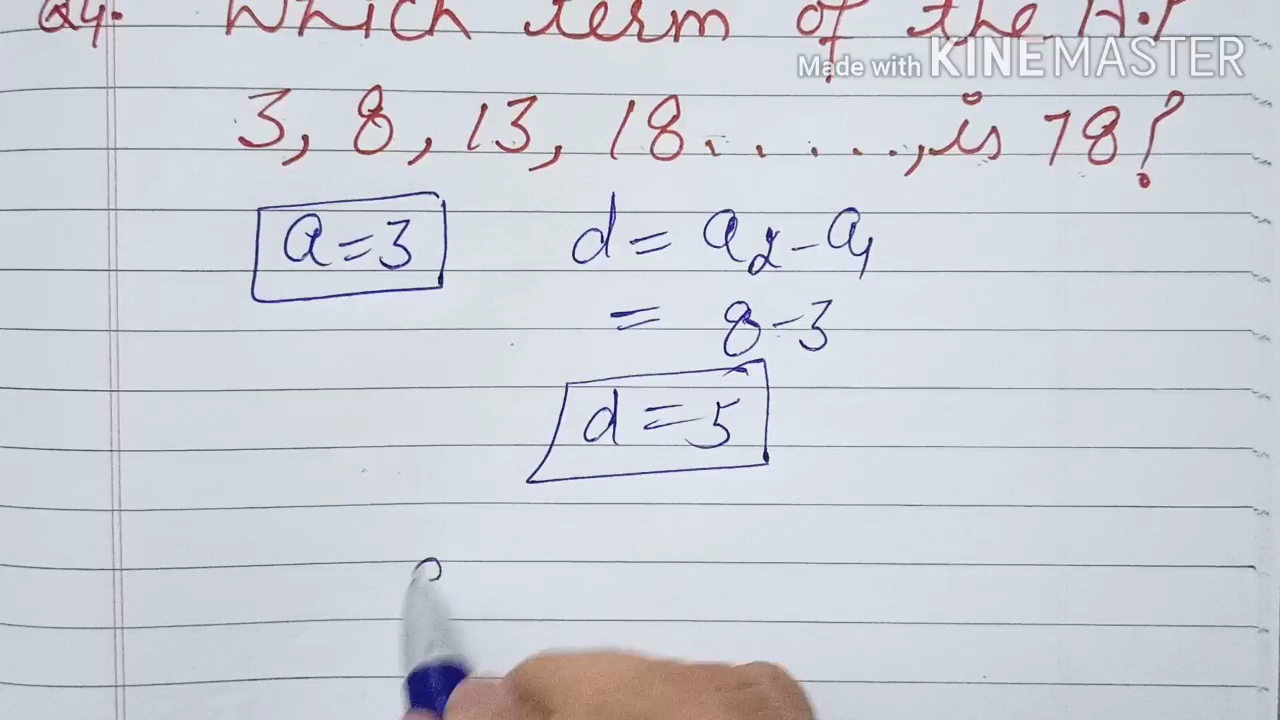 Q4. Which term of the A.P
Made with KINEMASTER
3, 8, 13, 18. . . . . ., is 78?
a=3
d= a2-a1
= 8-3
d=5